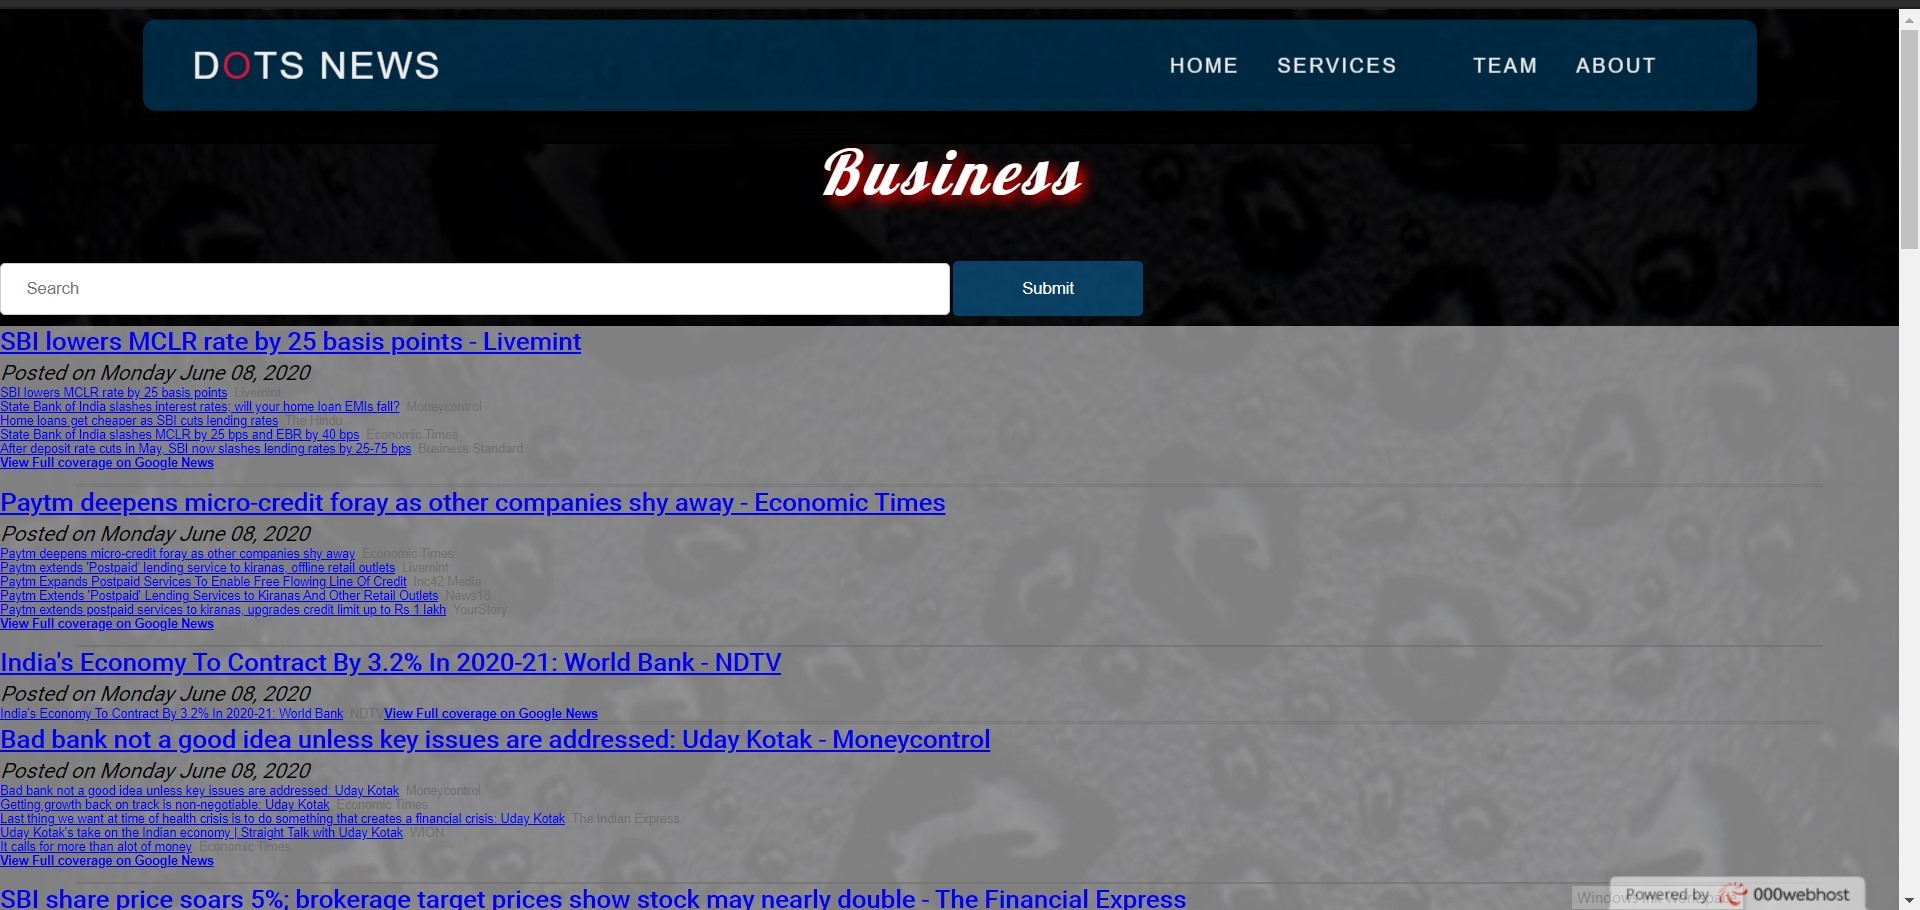 DOTS NEWS
HOME SERVICES TEAM ABOUT
Business
Search Submit
SBI lowers MCLR rate by 25 basis points - Livemint
Posted on Monday June 08, 2020
SBI lowers MCLR rate by 25 basis points Livemint
State Bank of India slashes interest rates; will your home loan EMIs fall? Moneycontrol
Home loans get cheaper as SBI cuts lending rates The Hindu
State Bank of India slashes MCLR by 25 bps and EBR by 40 bps Economic Times
After deposit rate cuts in May, SBI now slashes lending rates by 25-75 bps Business Standard
View Full coverage on Google News
Paytm deepens micro-credit foray as other companies shy away - Economic Times
Posted on Monday June 08, 2020
Paytm deepens micro-credit foray as other companies shy away Economic Times
Paytm extends 'Postpaid' lending service to kiranas, offline retail outlets Livemint
Paytm Expands Postpaid Services To Enable Free Flowing Line Of Credit Inc42 Media
Paytm Extends 'Postpaid' Lending Services to Kiranas And Other Retail Outlets News18
Paytm extends postpaid services to kiranas, upgrades credit limit up to Rs 1 lakh YourStory
View Full coverage on Google News
India's Economy To Contract By 3.2% In 2020-21: World Bank - NDTV
Posted on Monday June 08, 2020
India's Economy To Contract By 3.2% In 2020-21: World Bank NDTVView Full coverage on Google News
Bad bank not a good idea unless key issues are addressed: Uday Kotak - Moneycontrol
Posted on Monday June 08, 2020
Bad bank not a good idea unless key issues are addressed: Uday Kotak Moneycontrol
Getting growth back on track is non-negotiable: Uday Kotak Economic Times
Last thing we want at time of health crisis is to do something that creates a financial crisis: Uday Kotak The Indian Express
Uday Kotak's take on the Indian economy | Straight Talk with Uday Kotak WION
It calls for more than alot of money Economic Times
View Full coverage on Google News
SBI share price soars 5%; brokerage target prices show stock may nearly double - The Financial Express
Powered by 000webhost